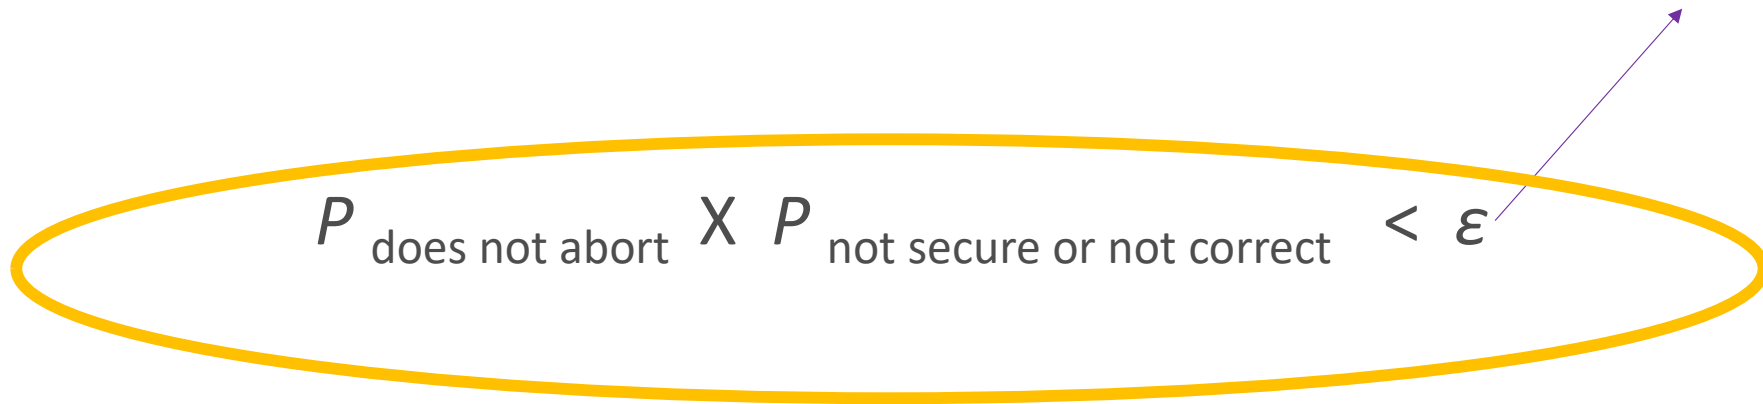 P does not abort X P not secure or not correct < ε